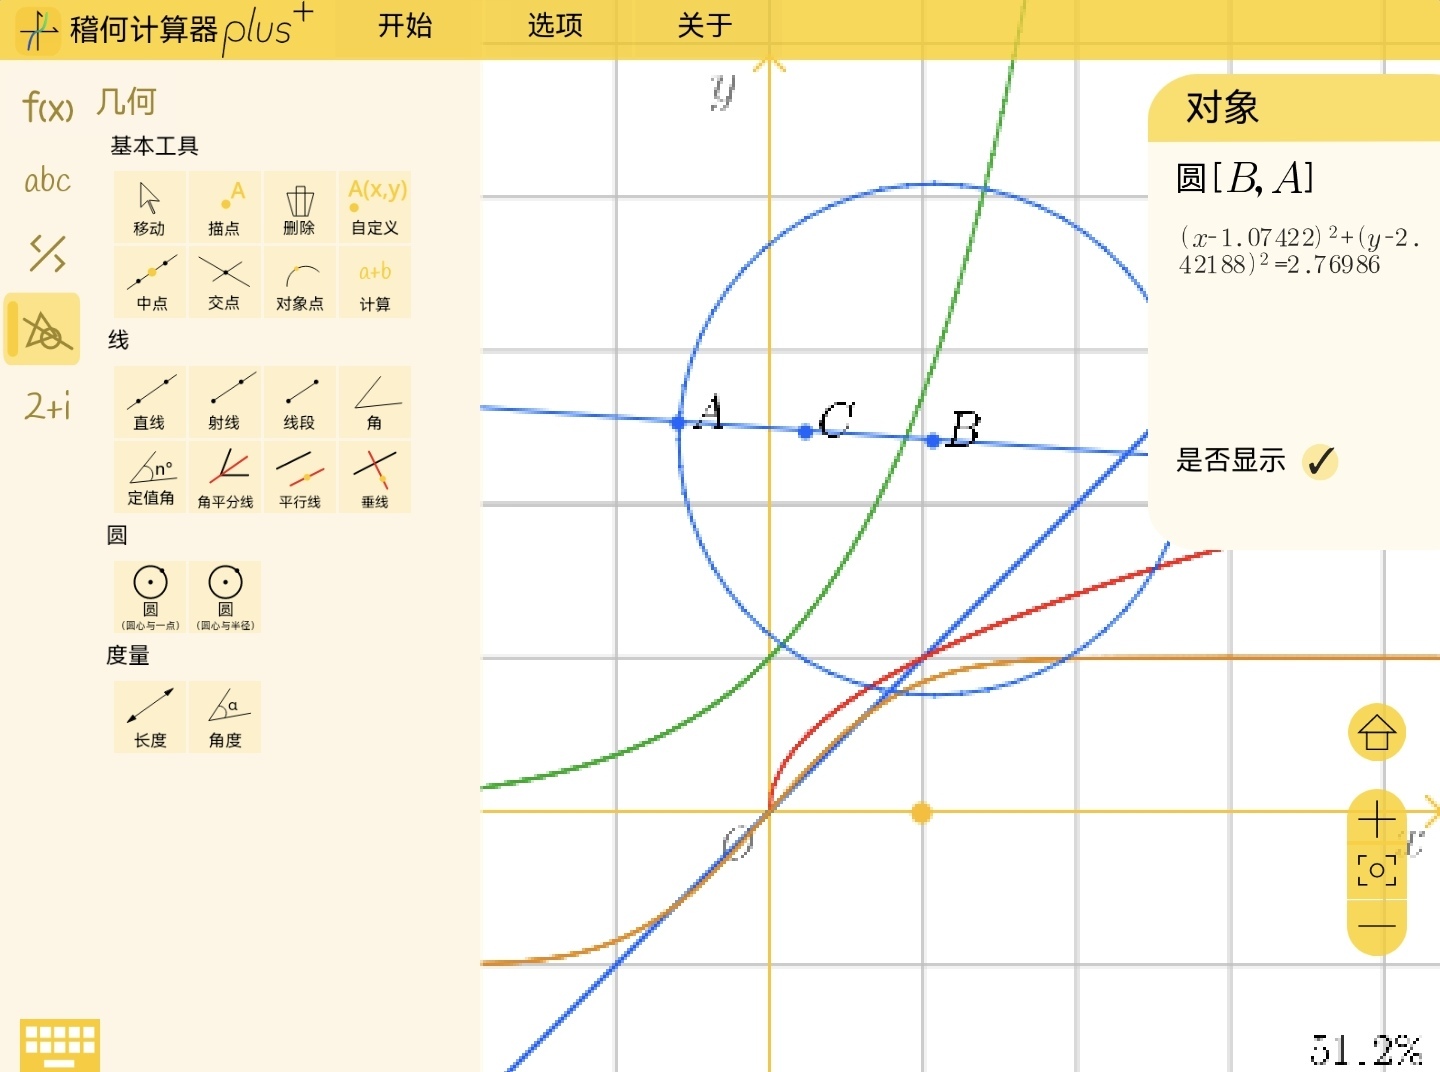 稽何计算器plus+
开始
选项
关于
f(x)
abc
2+i
几何
基本工具
移动
A
描点
删除
A(x,y)
自定义
中点
交点
对象点
a+b
计算
线
直线
射线
线段
角
n°
定值角
角平分线
平行线
垂线
圆
圆
(圆心与一点)
圆
(圆心与半径)
度量
长度
α
角度
y
A
C
B
O
x
对象
圆[B,A]
(x-1.07422)²+(y-2.
42188)²=2.76986
是否显示
51.2%